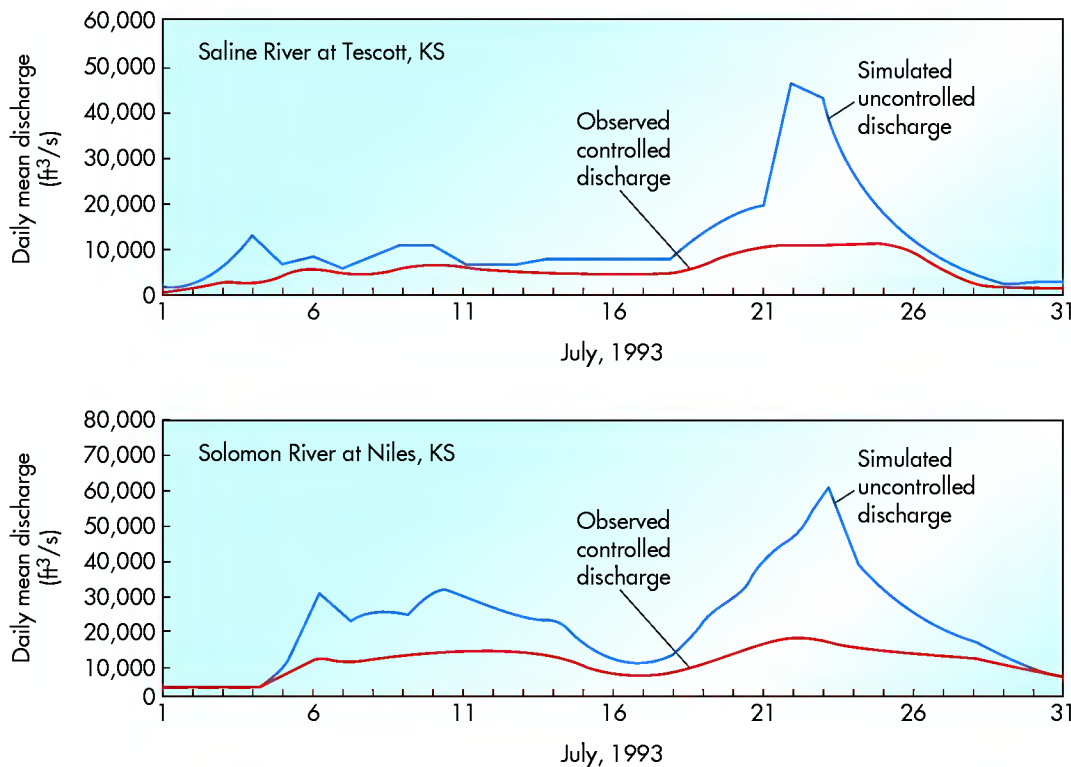 60,000
50,000
40,000
30,000
20,000
10,000
0
Daily mean discharge
(ft³/s)
Saline River at Tescott, KS
Observed
controlled
discharge
Simulated
uncontrolled
discharge
1 6 11 16 21 26 31
July, 1993
80,000
70,000
60,000
50,000
40,000
30,000
20,000
10,000
0
Daily mean discharge
(ft³/s)
Solomon River at Niles, KS
Observed
controlled
discharge
Simulated
uncontrolled
discharge
1 6 11 16 21 26 31
July, 1993